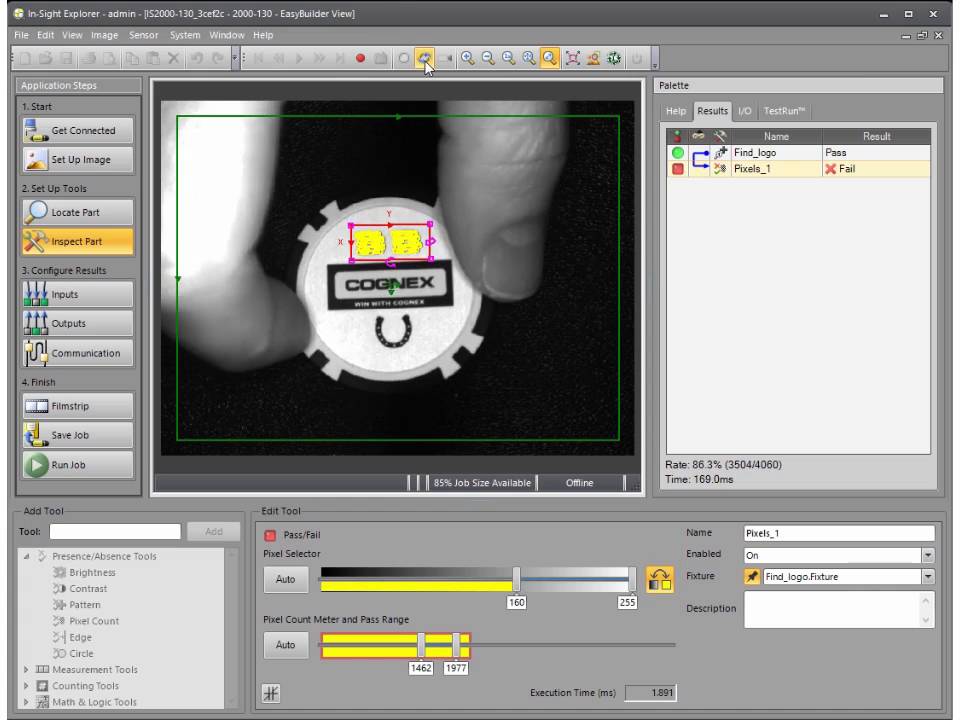 In-Sight Explorer - admin - [IS2000-130_3cef2c - 2000-130 - EasyBuilder View]
File Edit View Image Sensor System Window Help
Application Steps
1. Start
Get Connected
Set Up Image
2. Set Up Tools
Locate Part
Inspect Part
3. Configure Results
Inputs
Outputs
Communication
4. Finish
Filmstrip
Save Job
Run Job
Y
X
COGNEX
WIN WITH COGNEX
85% Job Size Available Offline
Palette
Help Results I/O TestRun™
Name Result
Find_logo Pass
Pixels_1 Fail
Rate: 86.3% (3504/4060)
Time: 169.0ms
Add Tool
Tool: Add
Presence/Absence Tools
Brightness
Contrast
Pattern
Pixel Count
Edge
Circle
Measurement Tools
Counting Tools
Math & Logic Tools
Edit Tool
Pass/Fail
Pixel Selector
Auto
160 255
Pixel Count Meter and Pass Range
Auto
1462 1977
Execution Time (ms) 1.891
Name Pixels_1
Enabled On
Fixture Find_logo.Fixture
Description